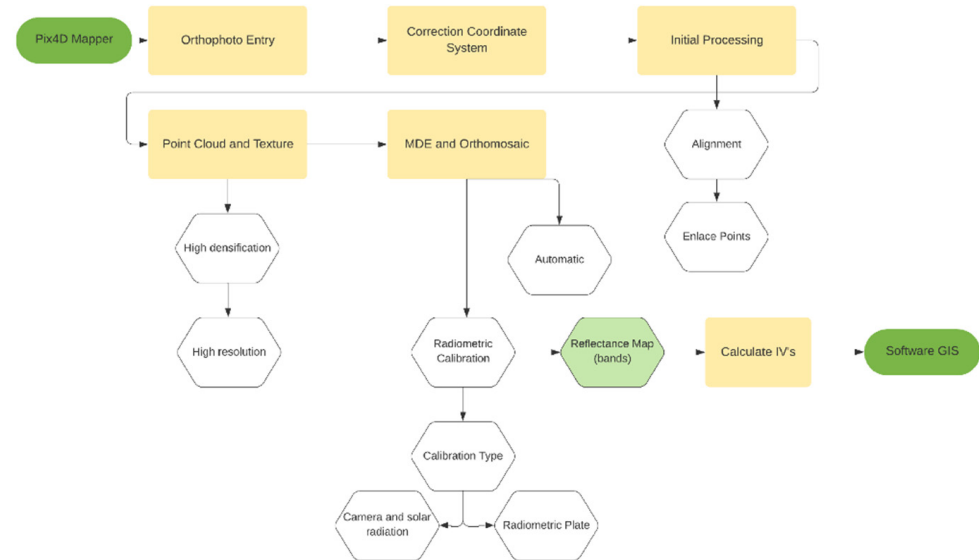 Pix4D Mapper
Orthophoto Entry
Correction Coordinate
System
Initial Processing
Point Cloud and Texture
MDE and Orthomosaic
Alignment
High densification
Automatic
Enlace Points
High resolution
Radiometric
Calibration
Reflectance Map
(bands)
Calculate IV's
Software GIS
Calibration Type
Camera and solar
radiation
Radiometric Plate